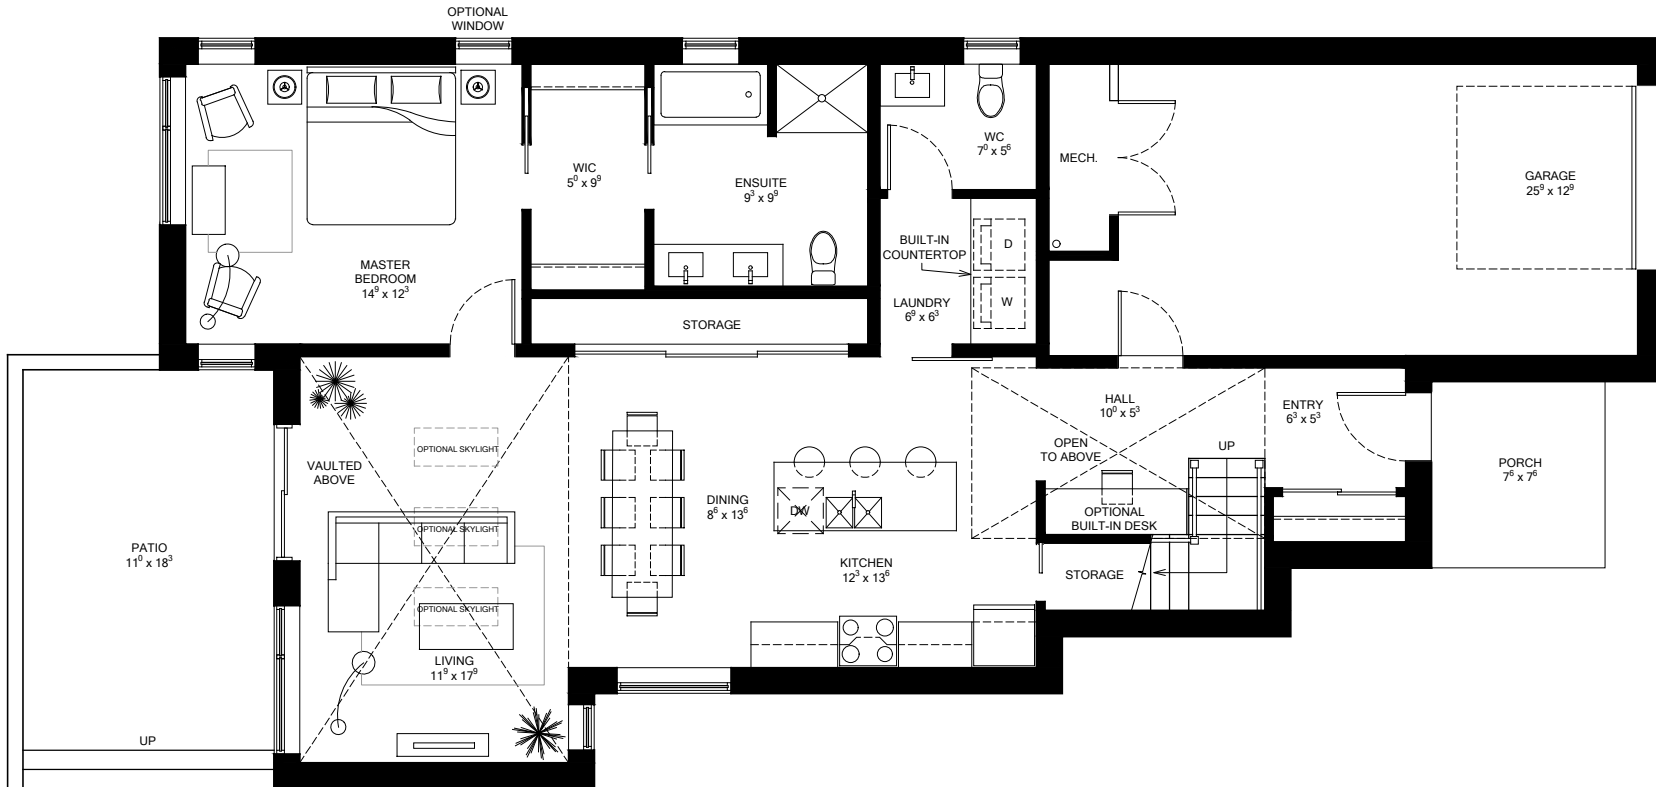 OPTIONAL
WINDOW
WC
7⁰ x 5⁶
MECH.
WIC
5⁰ x 9⁹
ENSUITE
9³ x 9⁹
GARAGE
25⁹ x 12⁹
MASTER
BEDROOM
14⁹ x 12³
BUILT-IN
COUNTERTOP
D
W
LAUNDRY
6⁹ x 6³
STORAGE
HALL
10⁰ x 5³
ENTRY
6³ x 5³
OPEN
TO ABOVE
UP
PORCH
7⁶ x 7⁶
VAULTED
ABOVE
OPTIONAL SKYLIGHT
OPTIONAL SKYLIGHT
OPTIONAL SKYLIGHT
DINING
8⁶ x 13⁶
DW
OPTIONAL
BUILT-IN DESK
PATIO
11⁰ x 18³
KITCHEN
12³ x 13⁶
STORAGE
LIVING
11⁹ x 17⁹
UP